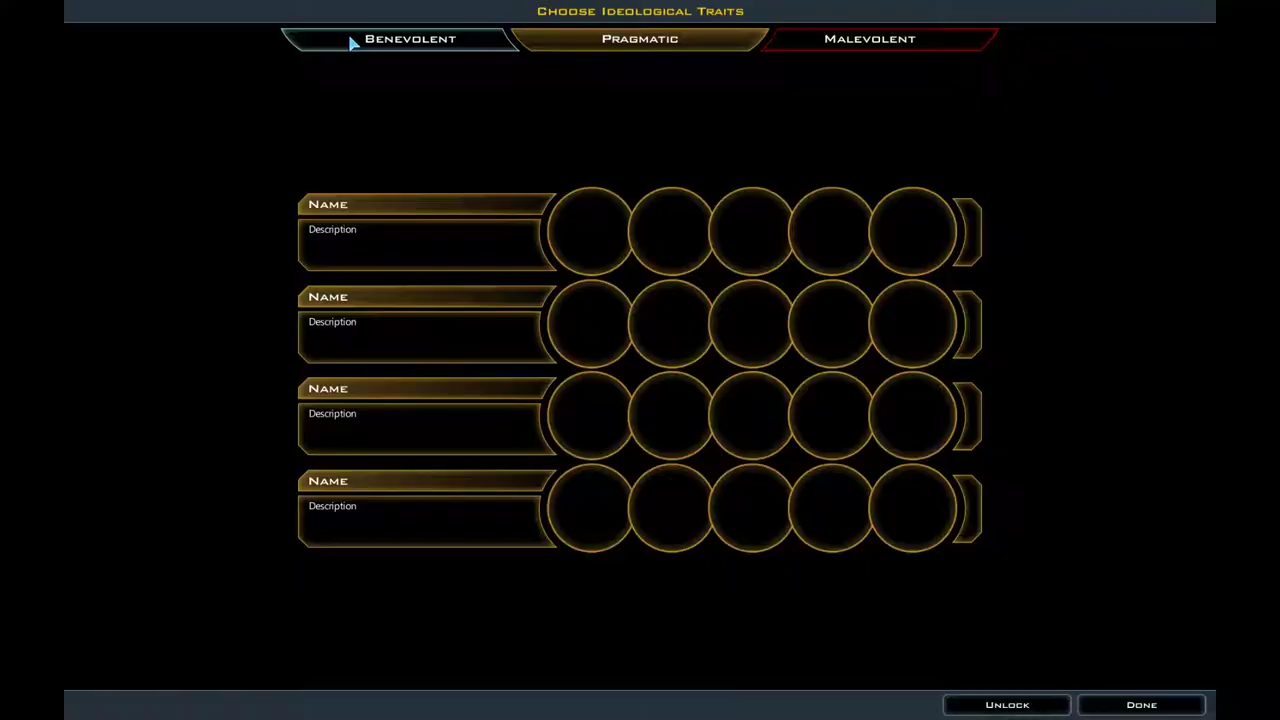 Choose Ideological Traits
Benevolent
Pragmatic
Malevolent
Name
Description
Name
Description
Name
Description
Name
Description
Unlock
Done